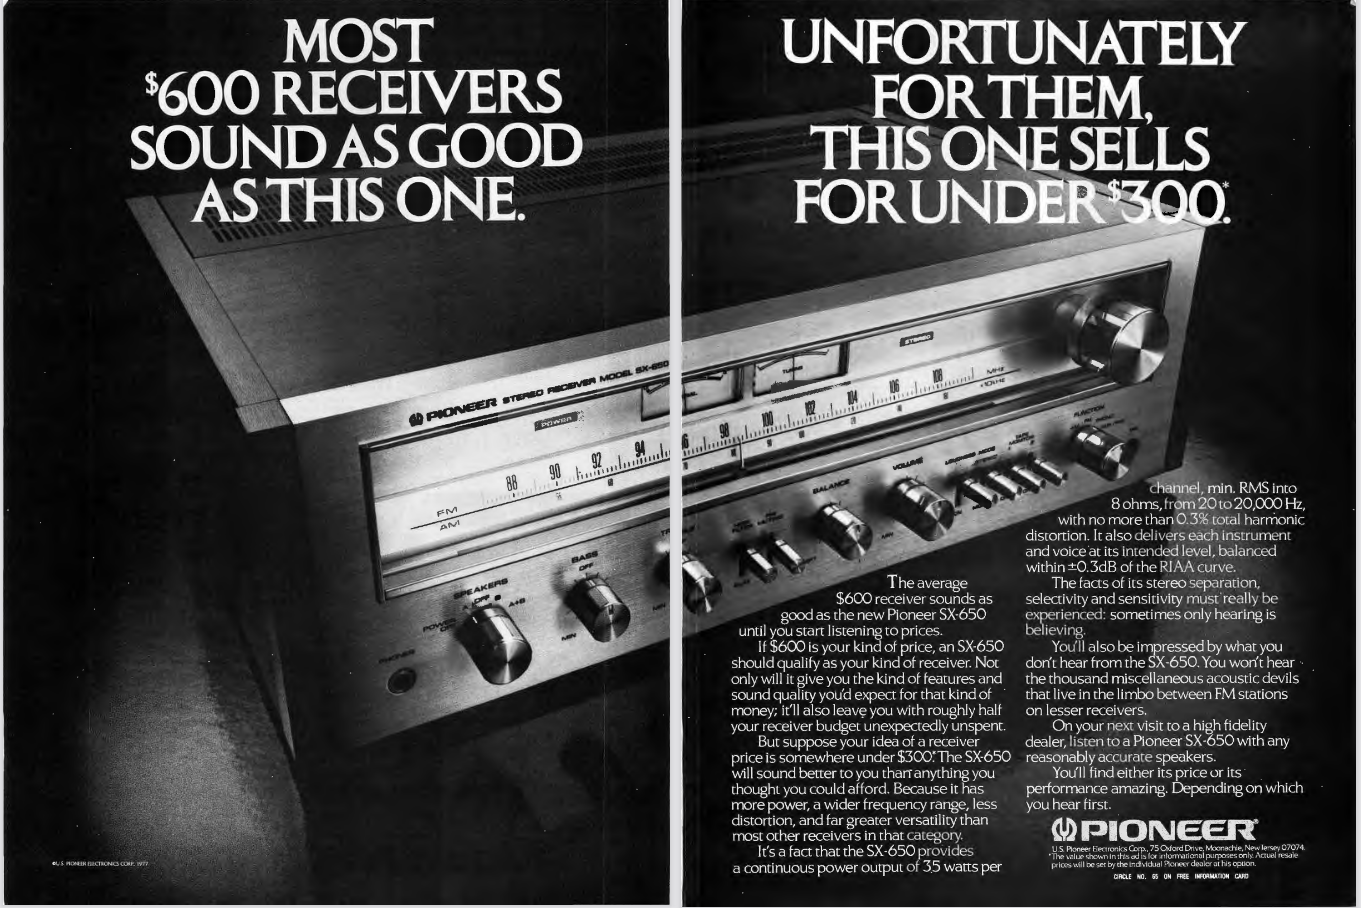 MOST
$600 RECEIVERS
SOUND AS GOOD
AS THIS ONE.
UNFORTUNATELY
FOR THEM,
THIS ONE SELLS
FOR UNDER $300.*
PIONEER STEREO RECEIVER MODEL SX-650
POWER
TUNING
STEREO
88 90 92 94 96 98 100 102 104 106 108 MHz
FM
AM
SPEAKERS
OFF
A B A+B
POWER
OFF
PHONES
BASS
OFF
MIN
MIN
BALANCE
VOLUME
MIN
LOUDNESS MODE
TAPE
MONITOR
FUNCTION
The average
$600 receiver sounds as
good as the new Pioneer SX-650
until you start listening to prices.
If $600 is your kind of price, an SX-650
should qualify as your kind of receiver. Not
only will it give you the kind of features and
sound quality you'd expect for that kind of
money; it'll also leave you with roughly half
your receiver budget unexpectedly unspent.
But suppose your idea of a receiver
price is somewhere under $300.* The SX-650
will sound better to you than anything you
thought you could afford. Because it has
more power, a wider frequency range, less
distortion, and far greater versatility than
most other receivers in that category.
It's a fact that the SX-650 provides
a continuous power output of 35 watts per
channel, min. RMS into
8 ohms, from 20 to 20,000 Hz,
with no more than 0.3% total harmonic
distortion. It also delivers each instrument
and voice at its intended level, balanced
within ±0.3dB of the RIAA curve.
The facts of its stereo separation,
selectivity and sensitivity must really be
experienced: sometimes only hearing is
believing.
You'll also be impressed by what you
don't hear from the SX-650. You won't hear
the thousand miscellaneous acoustic devils
that live in the limbo between FM stations
on lesser receivers.
On your next visit to a high fidelity
dealer, listen to a Pioneer SX-650 with any
reasonably accurate speakers.
You'll find either its price or its
performance amazing. Depending on which
you hear first.
PIONEER®
U.S. Pioneer Electronics Corp., 75 Oxford Drive, Moonachie, New Jersey 07074.
*The value shown in this ad is for informational purposes only. Actual resale
prices will be set by the individual Pioneer dealer at his option.
CIRCLE NO. 65 ON FREE INFORMATION CARD
©U.S. PIONEER ELECTRONICS CORP., 1977